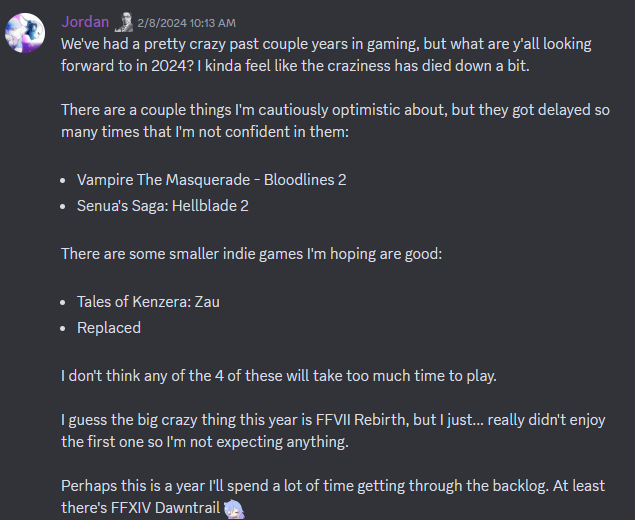 Jordan 2/8/2024 10:13 AM
We've had a pretty crazy past couple years in gaming, but what are y'all looking
forward to in 2024? I kinda feel like the craziness has died down a bit.
There are a couple things I'm cautiously optimistic about, but they got delayed so
many times that I'm not confident in them:
• Vampire The Masquerade - Bloodlines 2
• Senua's Saga: Hellblade 2
There are some smaller indie games I'm hoping are good:
• Tales of Kenzera: Zau
• Replaced
I don't think any of the 4 of these will take too much time to play.
I guess the big crazy thing this year is FFVII Rebirth, but I just... really didn't enjoy
the first one so I'm not expecting anything.
Perhaps this is a year I'll spend a lot of time getting through the backlog. At least
there's FFXIV Dawntrail